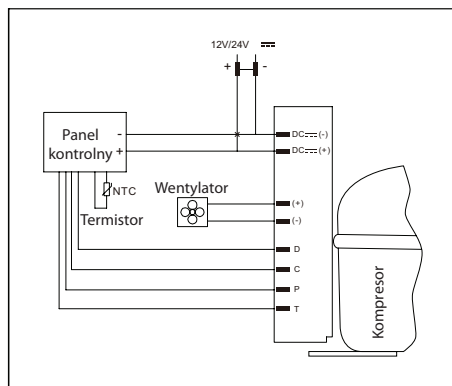 12V/24V
+ -
DC (-)
DC (+)
Panel - 
kontrolny +
NTC
Termistor
Wentylator
(+)
(-)
D
C
P
T
Kompresor